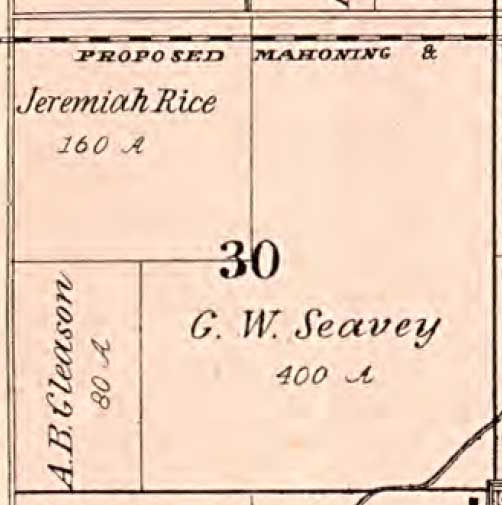 PROPOSED MAHONING &
Jeremiah Rice
160 A
30
G. W. Seavey
400 A
A.B. Gleason
80 A